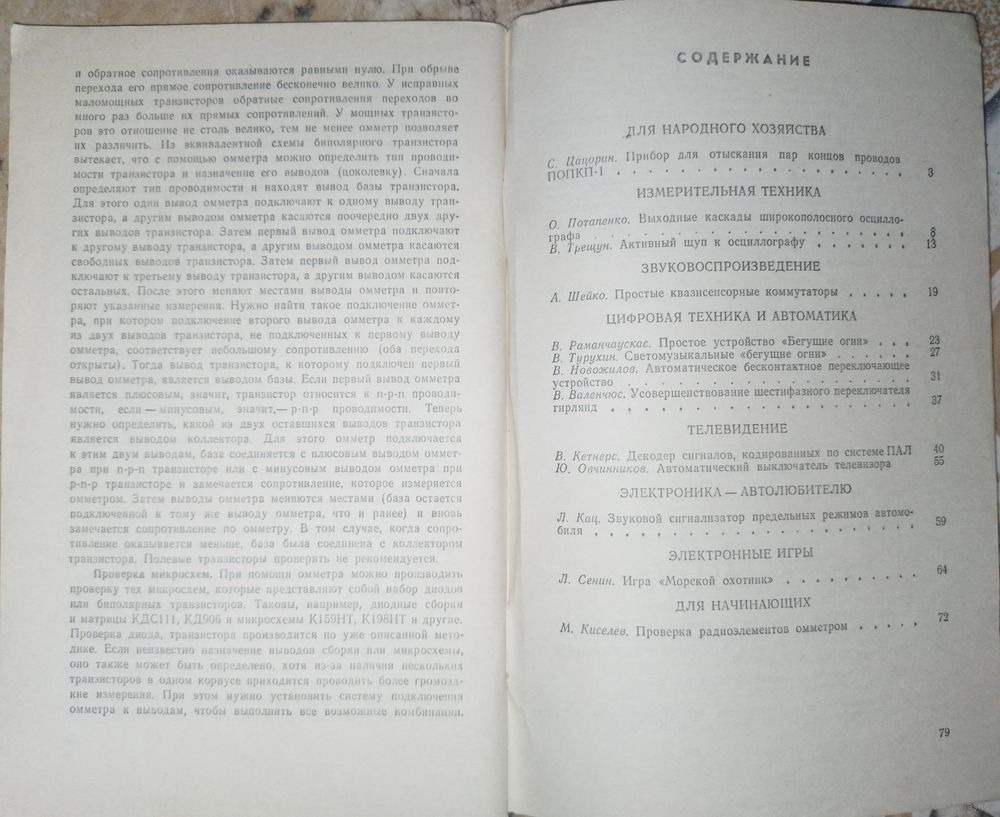 и обратное сопротивления оказываются равными нулю. При обрыве
перехода его прямое сопротивление бесконечно велико. У исправных
маломощных транзисторов обратные сопротивления переходов во
много раз больше их прямых сопротивлений. У мощных транзисто-
ров это отношение не столь велико, тем не менее омметр позволяет
их различить. Из эквивалентной схемы биполярного транзистора
вытекает, что с помощью омметра можно определить тип проводи-
мости транзистора и назначение его выводов (цоколевку). Сначала
определяют тип проводимости и находят вывод базы транзистора.
Для этого один вывод омметра подключают к одному выводу тран-
зистора, а другим выводом омметра касаются поочередно двух дру-
гих выводов транзистора. Затем первый вывод омметра подключают
к другому выводу транзистора, а другим выводом омметра касаются
свободных выводов транзистора. Затем первый вывод омметра под-
ключают к третьему выводу транзистора, а другим выводом касаются
остальных. После этого меняют местами выводы омметра и повто-
ряют указанные измерения. Нужно найти такое подключение оммет-
ра, при котором подключение второго вывода омметра к каждому
из двух выводов транзистора, не подключенных к первому выводу
омметра, соответствует небольшому сопротивлению (оба перехода
открыты). Тогда вывод транзистора, к которому подключен первый
вывод омметра, является выводом базы. Если первый вывод омметра
является плюсовым, значит, транзистор относится к n-p-n проводи-
мости, если — минусовым, значит,— p-n-p проводимости. Теперь
нужно определить, какой из двух оставшихся выводов транзистора
является выводом коллектора. Для этого омметр подключается
к этим двум выводам, база соединяется с плюсовым выводом оммет-
ра при n-p-n транзисторе или с минусовым выводом омметра при
p-n-p транзисторе и замечается сопротивление, которое измеряется
омметром. Затем выводы омметра меняются местами (база остается
подключенной к тому же выводу омметра, что и ранее) и вновь
замечается сопротивление по омметру. В том случае, когда сопро-
тивление оказывается меньше, база была соединена с коллектором
транзистора. Полевые транзисторы проверять не рекомендуется.
Проверка микросхем. При помощи омметра можно производить
проверку тех микросхем, которые представляют собой набор диодов
или биполярных транзисторов. Таковы, например, диодные сборки
и матрицы КДС111, КД906 и микросхемы К159НТ, К198НТ и другие.
Проверка диода, транзистора производится по уже описанной мето-
дике. Если неизвестно назначение выводов сборки или микросхемы,
оно также может быть определено, хотя из-за наличия нескольких
транзисторов в одном корпусе приходится проводить более громозд-
кие измерения. При этом нужно установить систему подключения
омметра к выводам, чтобы выполнить все возможные комбинации.
СОДЕРЖАНИЕ
ДЛЯ НАРОДНОГО ХОЗЯЙСТВА
С. Цацорин. Прибор для отыскания пар концов проводов
ПОПКП-1 . . . . . . . . . . . . . . . . . 3
ИЗМЕРИТЕЛЬНАЯ ТЕХНИКА
О. Потапенко. Выходные каскады широкополосного осцилло-
графа . . . . . . . . . . . . . . . . . . 8
В. Трещун. Активный щуп к осциллографу . . . . . . . 13
ЗВУКОВОСПРОИЗВЕДЕНИЕ
А. Шейко. Простые квазисенсорные коммутаторы . . . . . 19
ЦИФРОВАЯ ТЕХНИКА И АВТОМАТИКА
В. Раманчаускас. Простое устройство «Бегущие огни» . . . 23
В. Турухин. Светомузыкальные «бегущие огни» . . . . . . 27
В. Новожилов. Автоматическое бесконтактное переключающее
устройство . . . . . . . . . . . . . . . . 31
В. Валенчюс. Усовершенствование шестифазного переключателя
гирлянд . . . . . . . . . . . . . . . . . 37
ТЕЛЕВИДЕНИЕ
В. Кетнерс. Декодер сигналов, кодированных по системе ПАЛ 40
Ю. Овчинников. Автоматический выключатель телевизора 55
ЭЛЕКТРОНИКА — АВТОЛЮБИТЕЛЮ
Л. Кац. Звуковой сигнализатор предельных режимов автомо-
биля . . . . . . . . . . . . . . . . . . 59
ЭЛЕКТРОННЫЕ ИГРЫ
Л. Сенин. Игра «Морской охотник» . . . . . . . . . . 64
ДЛЯ НАЧИНАЮЩИХ
М. Киселев. Проверка радиоэлементов омметром . . . . . 72
79